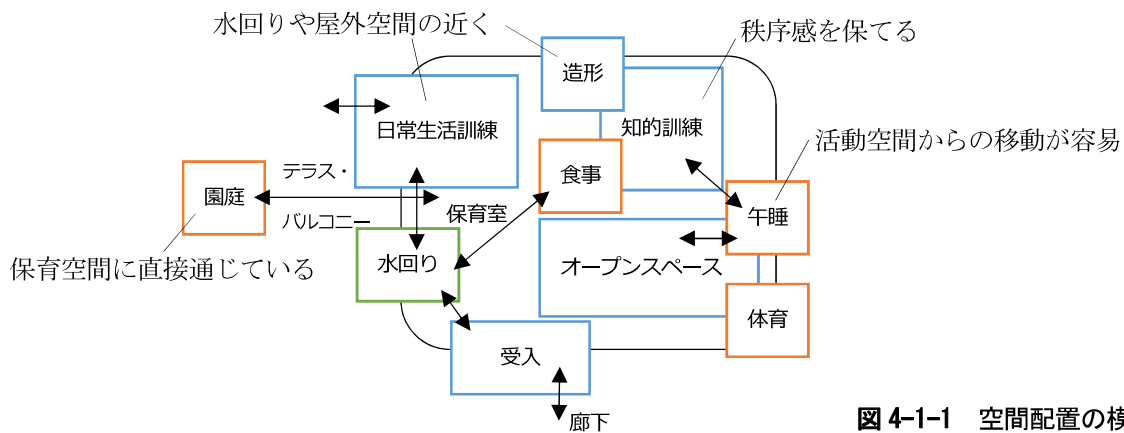 水回りや屋外空間の近く
秩序感を保てる
造形
日常生活訓練
知的訓練
活動空間からの移動が容易
テラス・
食事
園庭
保育室
午睡
バルコニー
保育空間に直接通じている
水回り
オープンスペース
体育
受入
廊下
図 4-1-1 空間配置の模